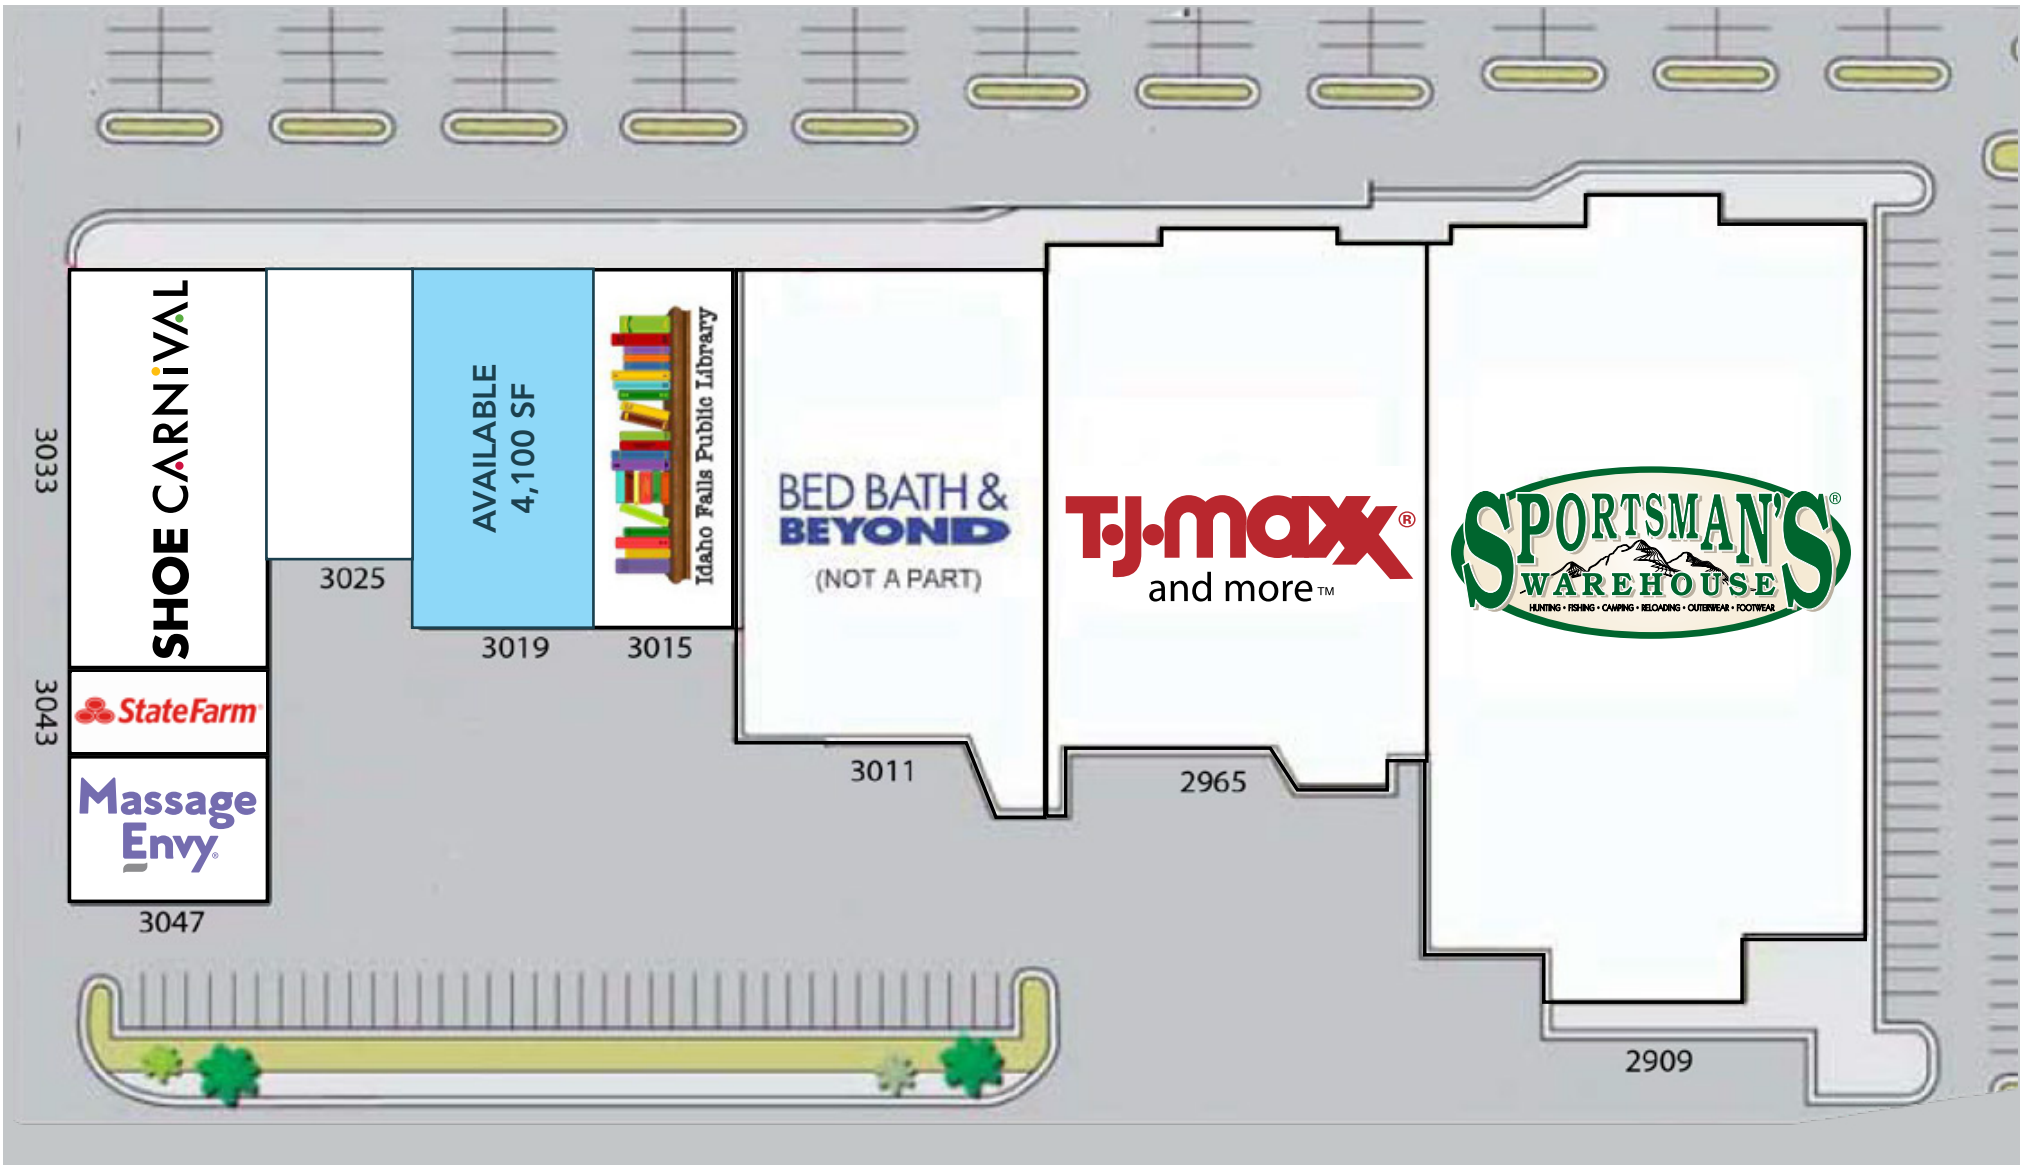 SHOE CARNiVAL
3033
StateFarm®
3043
Massage
Envy®
3047
3025
AVAILABLE
4,100 SF
3019
Idaho Falls Public Library
3015
BED BATH &
BEYOND
(NOT A PART)
3011
T·J·maxx®
and more™
2965
SPORTSMAN'S®
WAREHOUSE
HUNTING • FISHING • CAMPING • RELOADING • OUTERWEAR • FOOTWEAR
2909